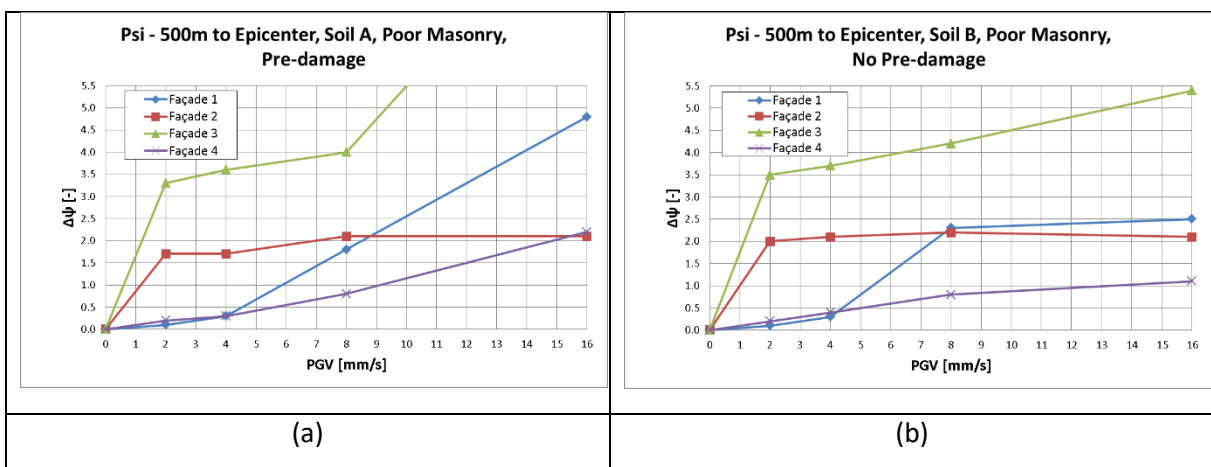 Psi - 500m to Epicenter, Soil A, Poor Masonry,
Pre-damage
5.5
5.0
4.5
4.0
3.5
3.0
2.5
2.0
1.5
1.0
0.5
0.0
Δψ [-]
Façade 1
Façade 2
Façade 3
Façade 4
0 1 2 3 4 5 6 7 8 9 10 11 12 13 14 15 16
PGV [mm/s]
(a)
Psi - 500m to Epicenter, Soil B, Poor Masonry,
No Pre-damage
5.5
5.0
4.5
4.0
3.5
3.0
2.5
2.0
1.5
1.0
0.5
0.0
Δψ [-]
Façade 1
Façade 2
Façade 3
Façade 4
0 1 2 3 4 5 6 7 8 9 10 11 12 13 14 15 16
PGV [mm/s]
(b)